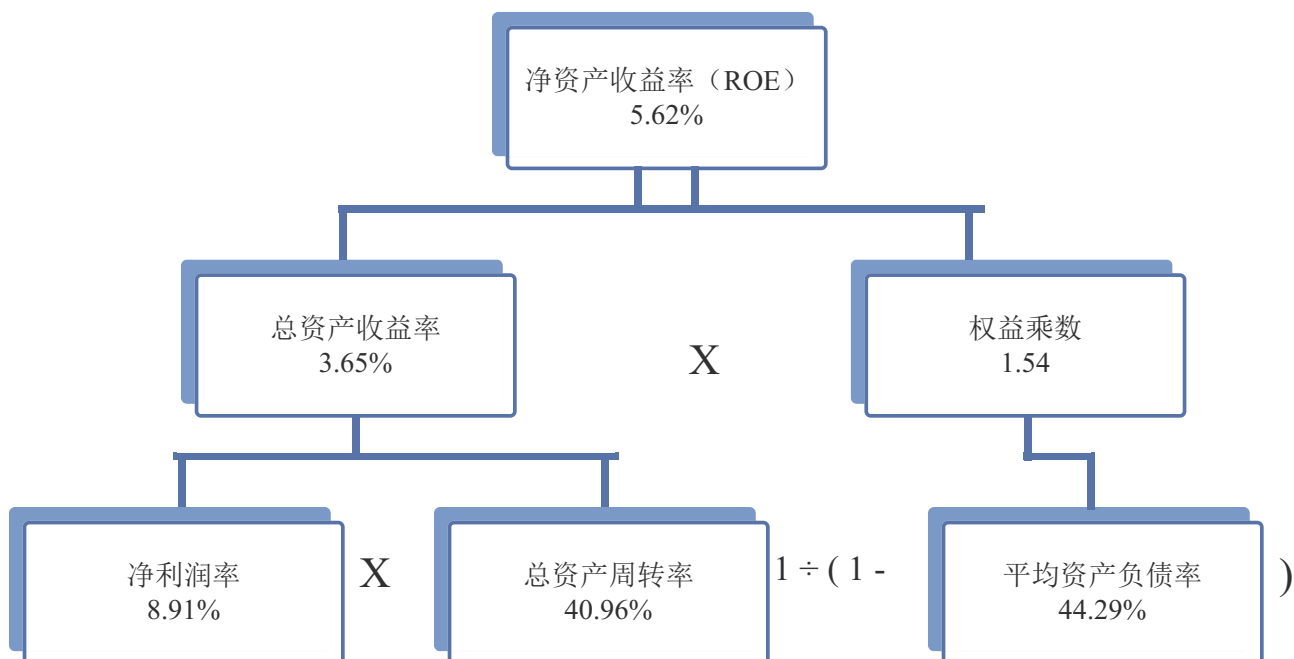 净资产收益率（ROE）
5.62%
总资产收益率
3.65%
X
权益乘数
1.54
净利润率
8.91%
X
总资产周转率
40.96%
1 ÷ ( 1 -
平均资产负债率
44.29%
)